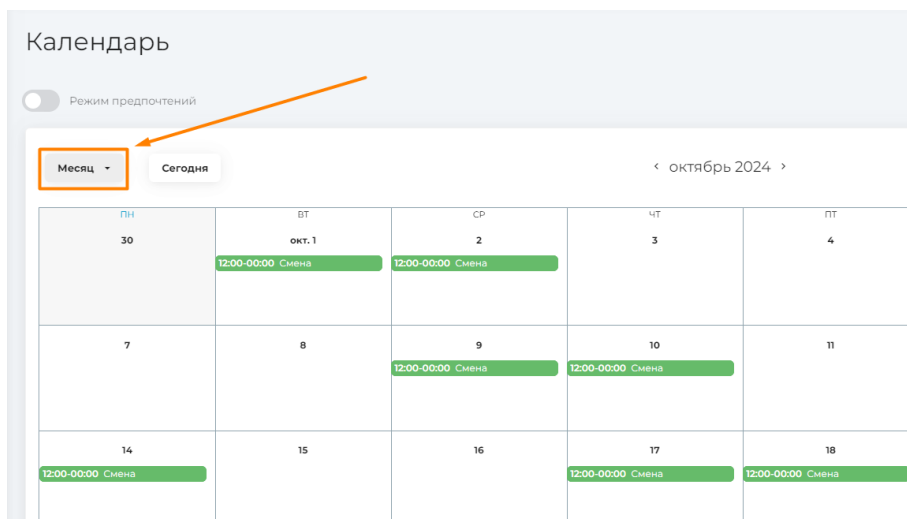 Календарь
Режим предпочтений
Месяц
Сегодня
октябрь 2024
ПН ВТ СР ЧТ ПТ
30 окт. 1 2 3 4
12:00-00:00 Смена 12:00-00:00 Смена
7 8 9 10 11
12:00-00:00 Смена 12:00-00:00 Смена
14 15 16 17 18
12:00-00:00 Смена 12:00-00:00 Смена 12:00-00:00 Смена